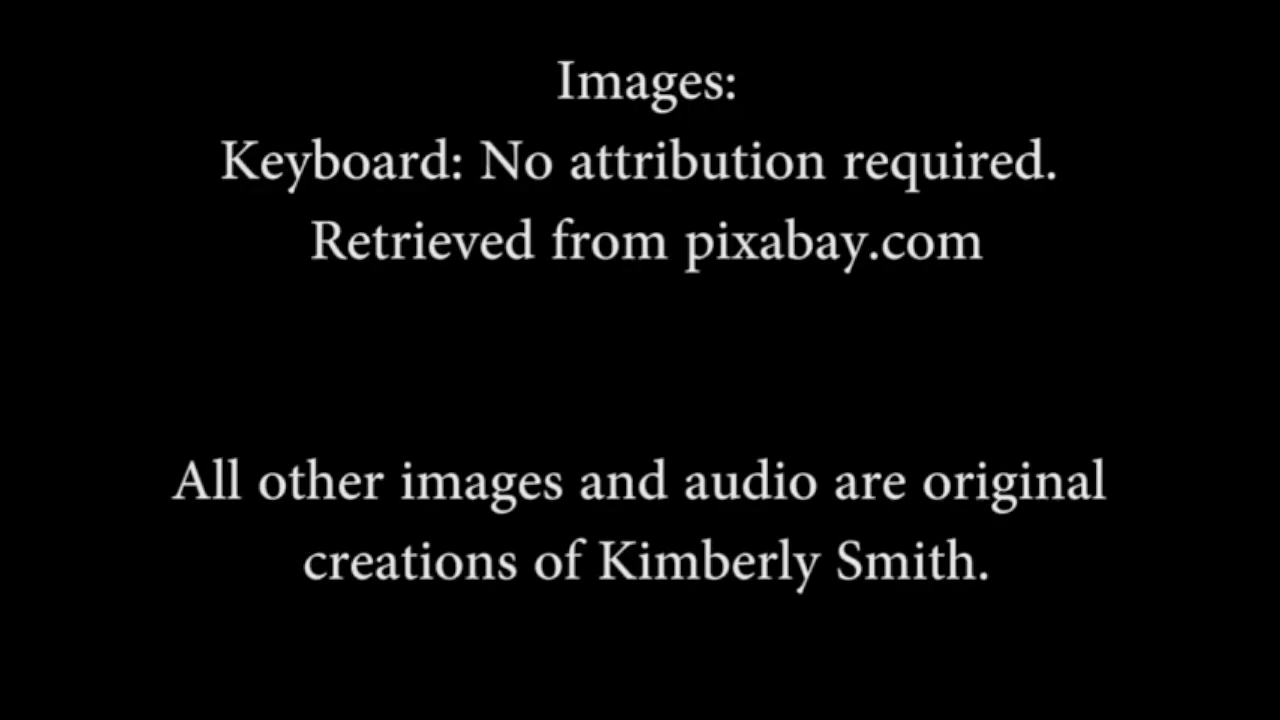 Images:
Keyboard: No attribution required.
Retrieved from pixabay.com
All other images and audio are original
creations of Kimberly Smith.